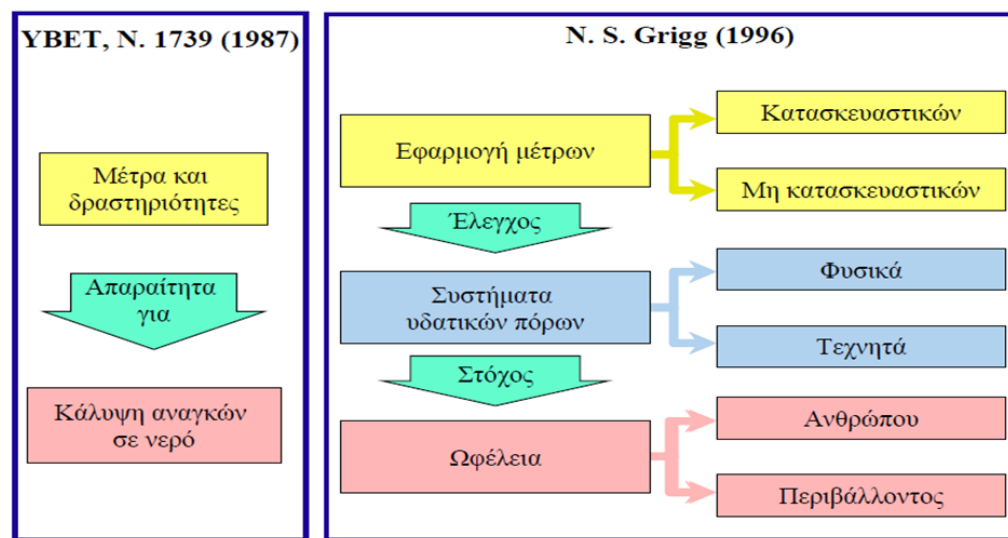 ΥΒΕΤ, Ν. 1739 (1987)
Μέτρα και
δραστηριότητες
Απαραίτητα
για
Κάλυψη αναγκών
σε νερό
N. S. Grigg (1996)
Εφαρμογή μέτρων
Κατασκευαστικών
Μη κατασκευαστικών
Έλεγχος
Συστήματα
υδατικών πόρων
Φυσικά
Τεχνητά
Στόχος
Ωφέλεια
Ανθρώπου
Περιβάλλοντος